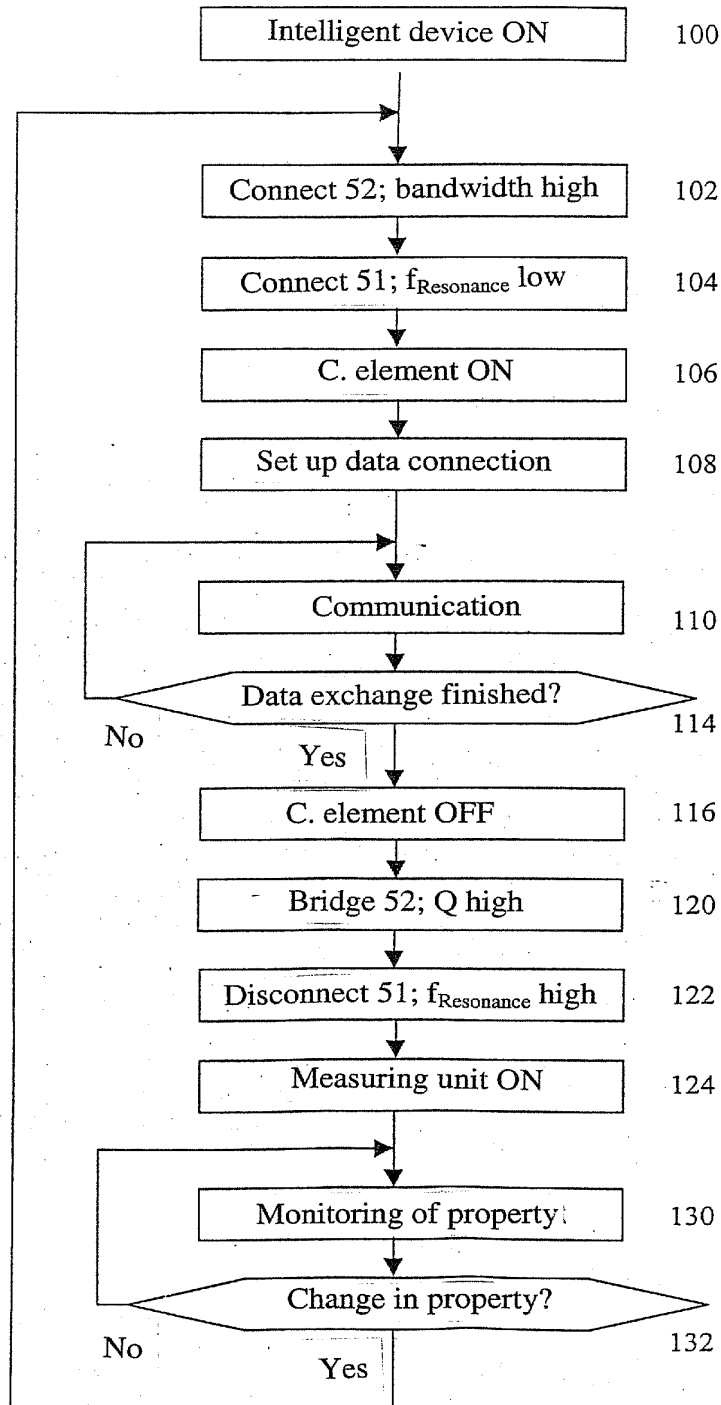 Intelligent device ON 100
Connect 52; bandwidth high 102
Connect 51; fResonance low 104
C. element ON 106
Set up data connection 108
Communication 110
Data exchange finished? 114
No
Yes
C. element OFF 116
Bridge 52; Q high 120
Disconnect 51; fResonance high 122
Measuring unit ON 124
Monitoring of property 130
Change in property? 132
No
Yes